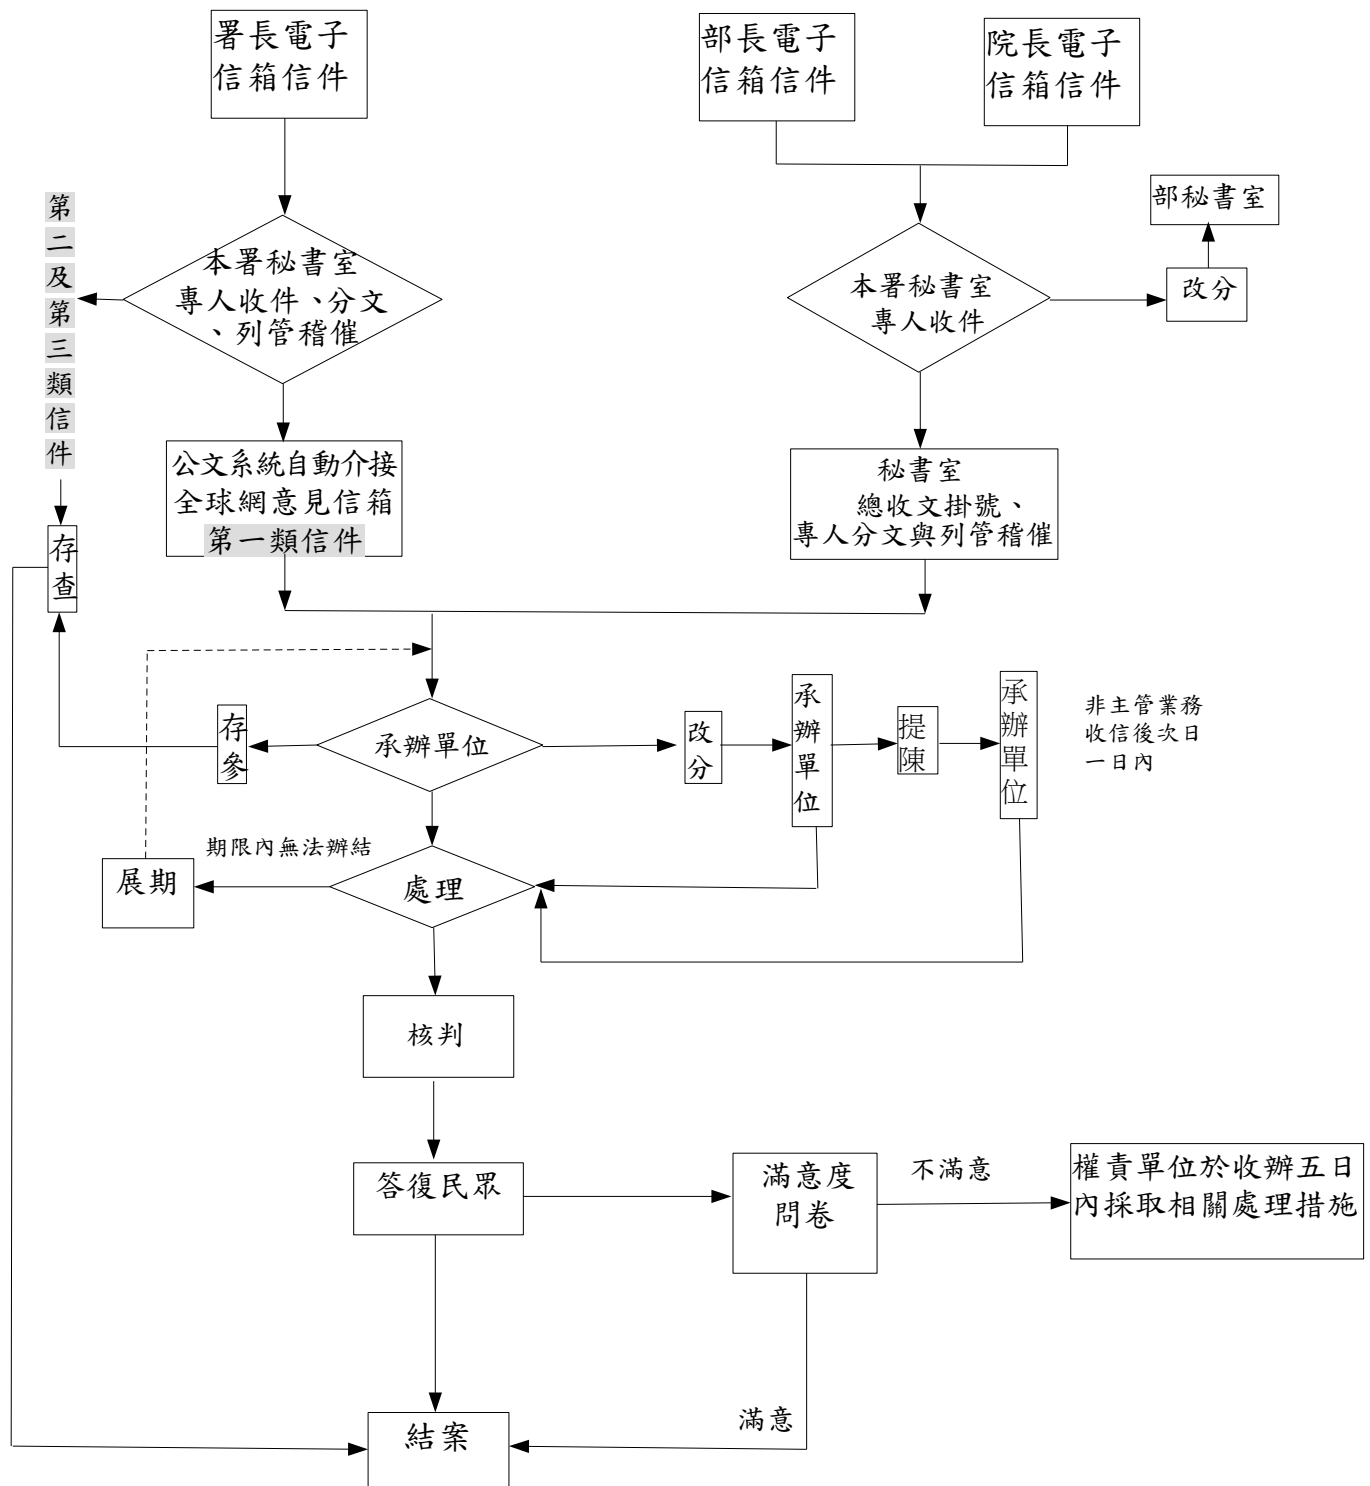 署長電子
信箱信件
部長電子
信箱信件
院長電子
信箱信件
部秘書室
改分
第二及第三類信件
本署秘書室
專人收件、分文
、列管稽催
本署秘書室
專人收件
公文系統自動介接
全球網意見信箱
第一類信件
秘書室
總收文掛號、
專人分文與列管稽催
存查
存參
承辦單位
改分
承辦單位
提陳
承辦單位
非主管業務
收信後次日
一日內
期限內無法辦結
展期
處理
核判
答復民眾
滿意度
問卷
不滿意
權責單位於收辦五日
內採取相關處理措施
滿意
結案